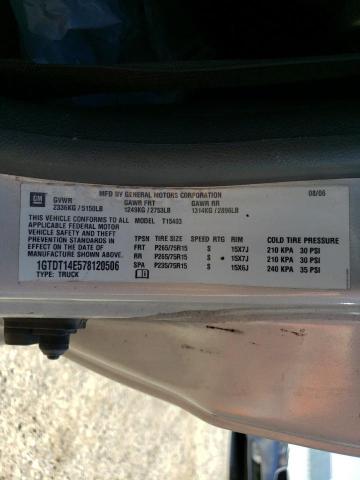 GM
MFD BY GENERAL MOTORS CORPORATION 08/06
GVWR GAWR FRT GAWR RR
2336KG / 5150LB 1249KG / 2753LB 1314KG / 2896LB
THIS VEHICLE CONFORMS TO ALL MODEL T15403
APPLICABLE FEDERAL MOTOR
VEHICLE SAFETY AND THEFT
PREVENTION STANDARDS IN
EFFECT ON THE DATE OF
MANUFACTURE SHOWN ABOVE.
1GTDT14E578120506
TYPE: TRUCK
TPSN TIRE SIZE SPEED RTG RIM COLD TIRE PRESSURE
FRT P265/75R15 S 15X7J 210 KPA 30 PSI
RR P265/75R15 S 15X7J 210 KPA 30 PSI
SPA P235/75R15 S 15X6J 240 KPA 35 PSI